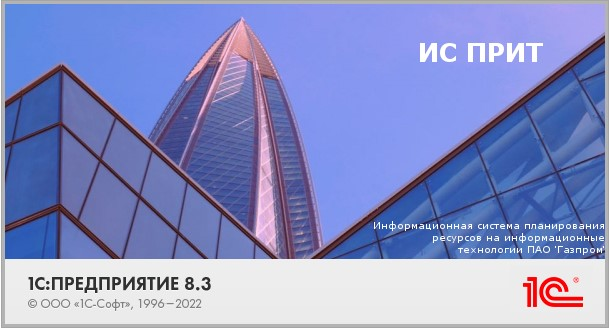 ИС ПРИТ
Информационная система планирования
ресурсов на информационные
технологии ПАО 'Газпром'
1С:ПРЕДПРИЯТИЕ 8.3
© ООО «1С-Софт», 1996–2022
1С®